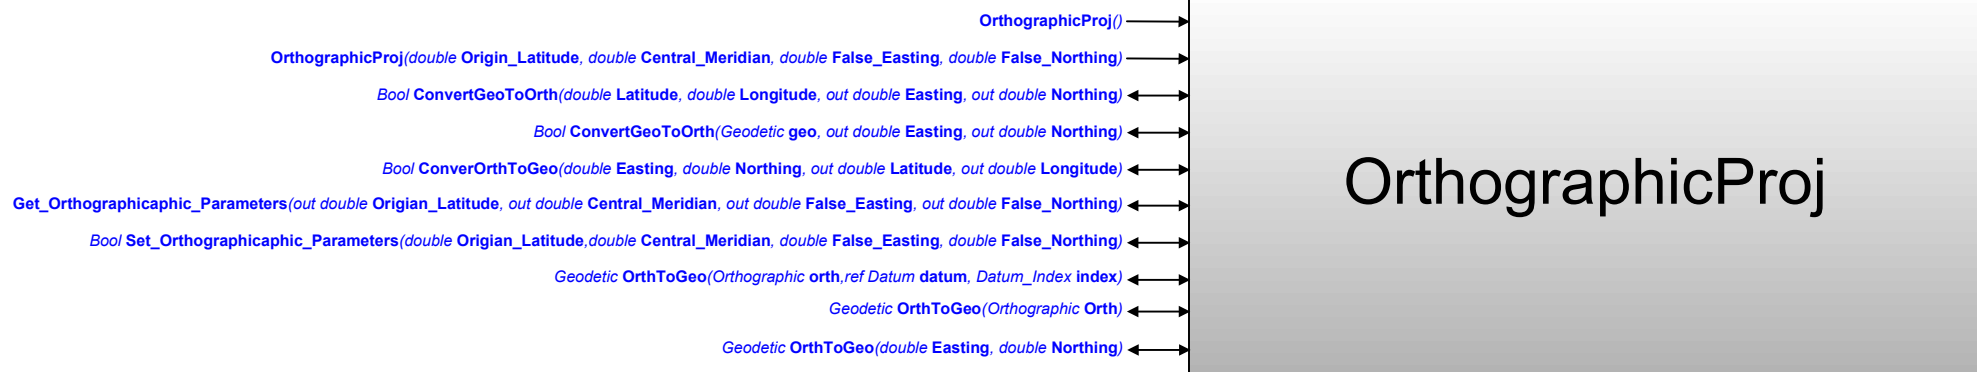 OrthographicProj()
OrthographicProj(double Origin_Latitude, double Central_Meridian, double False_Easting, double False_Northing)
Bool ConvertGeoToOrth(double Latitude, double Longitude, out double Easting, out double Northing)
Bool ConvertGeoToOrth(Geodetic geo, out double Easting, out double Northing)
Bool ConverOrthToGeo(double Easting, double Northing, out double Latitude, out double Longitude)
Get_Orthographicaphic_Parameters(out double Origian_Latitude, out double Central_Meridian, out double False_Easting, out double False_Northing)
Bool Set_Orthographicaphic_Parameters(double Origian_Latitude,double Central_Meridian, double False_Easting, double False_Northing)
Geodetic OrthToGeo(Orthographic orth,ref Datum datum, Datum_Index index)
Geodetic OrthToGeo(Orthographic Orth)
Geodetic OrthToGeo(double Easting, double Northing)
OrthographicProj